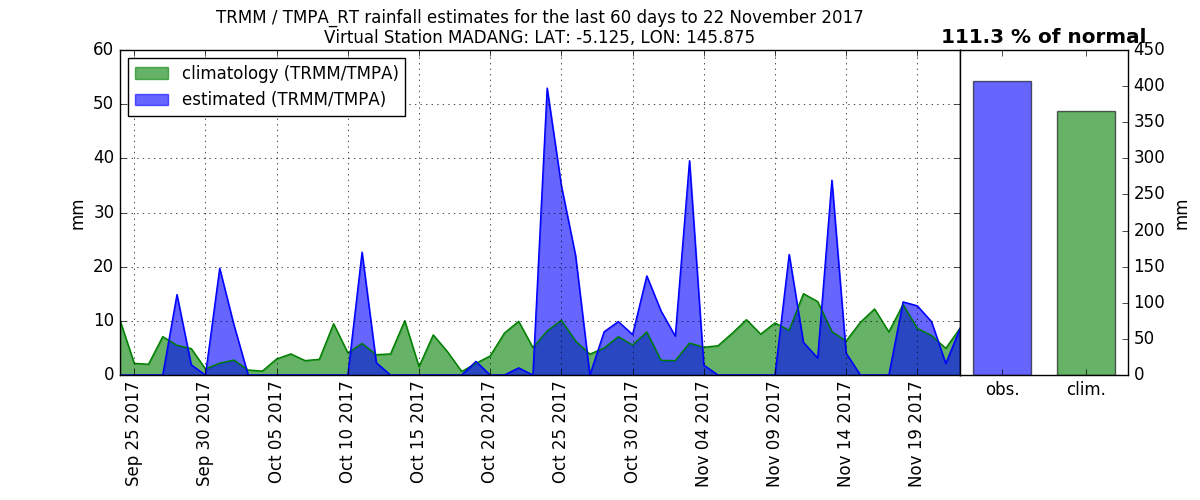 TRMM / TMPA_RT rainfall estimates for the last 60 days to 22 November 2017
Virtual Station MADANG: LAT: -5.125, LON: 145.875
111.3 % of normal
climatology (TRMM/TMPA)
estimated (TRMM/TMPA)
mm
60
50
40
30
20
10
0
450
400
350
300
250
200
150
100
50
0
mm
Sep 25 2017
Sep 30 2017
Oct 05 2017
Oct 10 2017
Oct 15 2017
Oct 20 2017
Oct 25 2017
Oct 30 2017
Nov 04 2017
Nov 09 2017
Nov 14 2017
Nov 19 2017
obs.
clim.